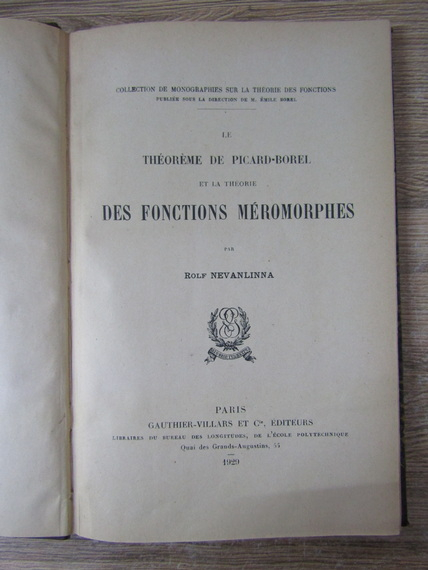 COLLECTION DE MONOGRAPHIES SUR LA THÉORIE DES FONCTIONS
PUBLIÉE SOUS LA DIRECTION DE M. ÉMILE BOREL
LE
THÉORÈME DE PICARD-BOREL
ET LA THÉORIE
DES FONCTIONS MÉROMORPHES
PAR
ROLF NEVANLINNA
PARIS
GAUTHIER-VILLARS ET Cie, ÉDITEURS
LIBRAIRES DU BUREAU DES LONGITUDES, DE L'ÉCOLE POLYTECHNIQUE
Quai des Grands-Augustins, 55
1929